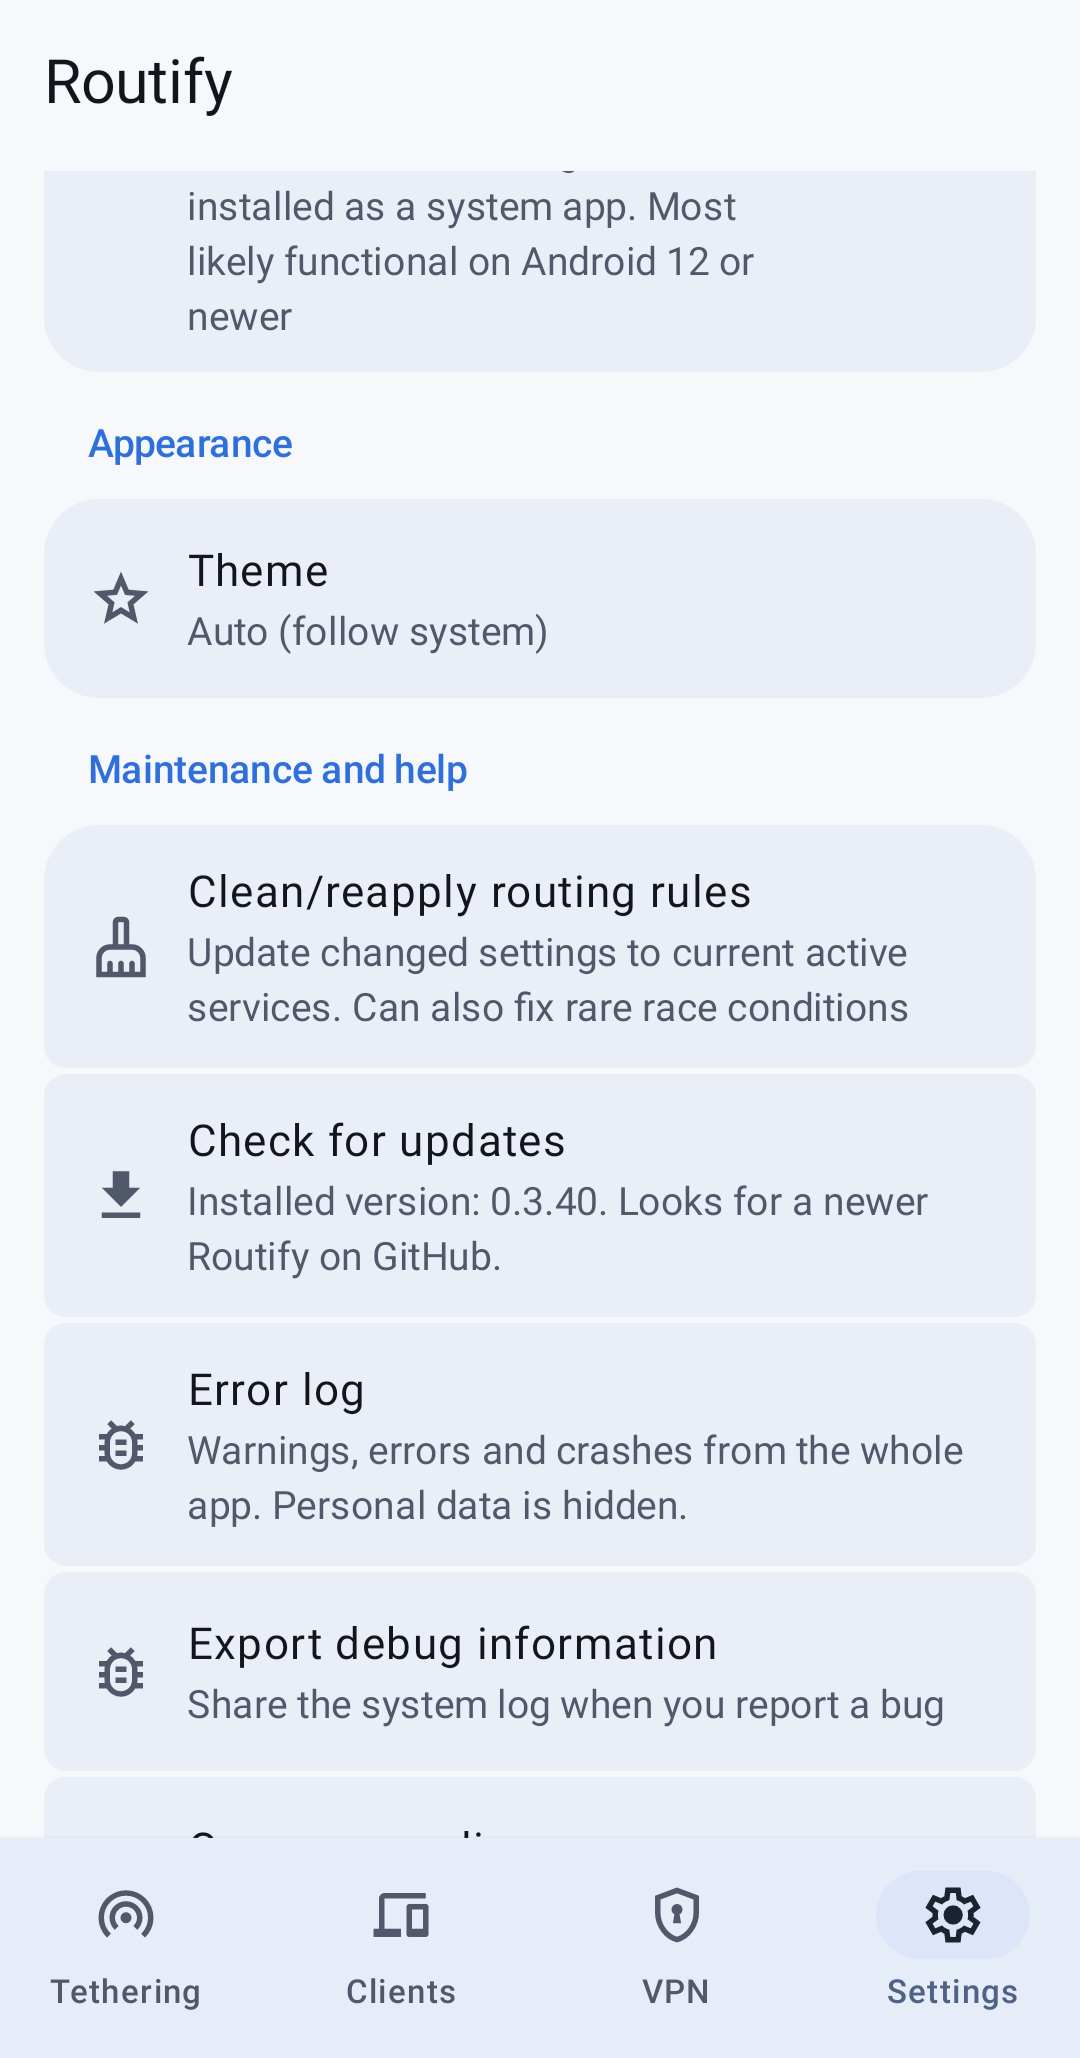 Routify
installed as a system app. Most
likely functional on Android 12 or
newer
Appearance
Theme
Auto (follow system)
Maintenance and help
Clean/reapply routing rules
Update changed settings to current active
services. Can also fix rare race conditions
Check for updates
Installed version: 0.3.40. Looks for a newer
Routify on GitHub.
Error log
Warnings, errors and crashes from the whole
app. Personal data is hidden.
Export debug information
Share the system log when you report a bug
Tethering
Clients
VPN
Settings